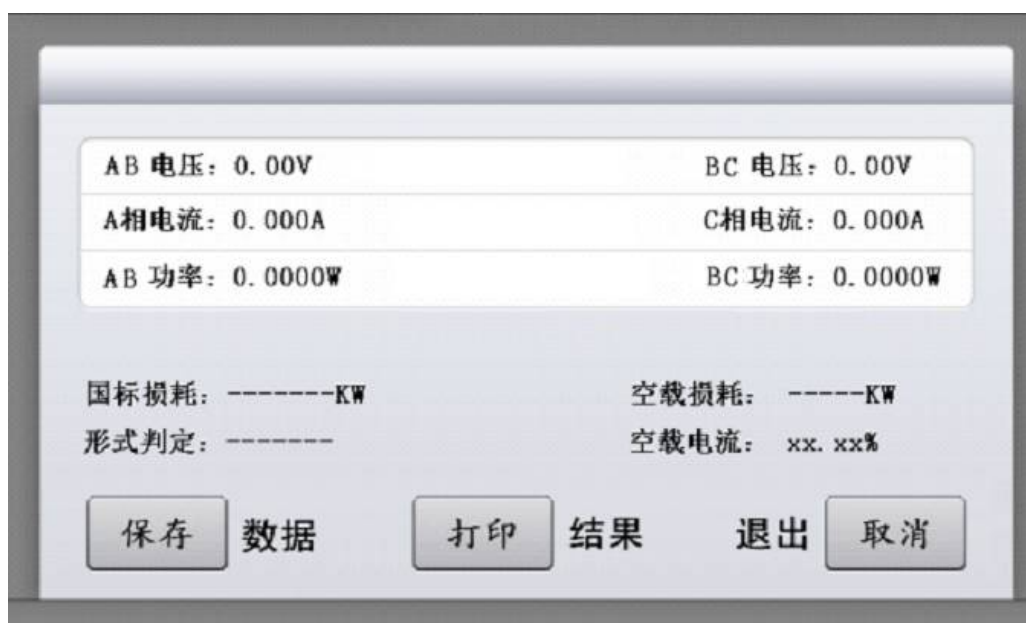 AB 电压：0.00V BC 电压：0.00V
A相电流：0.000A C相电流：0.000A
AB 功率：0.0000W BC 功率：0.0000W
国标损耗：-------KW 空载损耗： -----KW
形式判定：------- 空载电流： xx.xx%
保存 数据 打印 结果 退出 取消